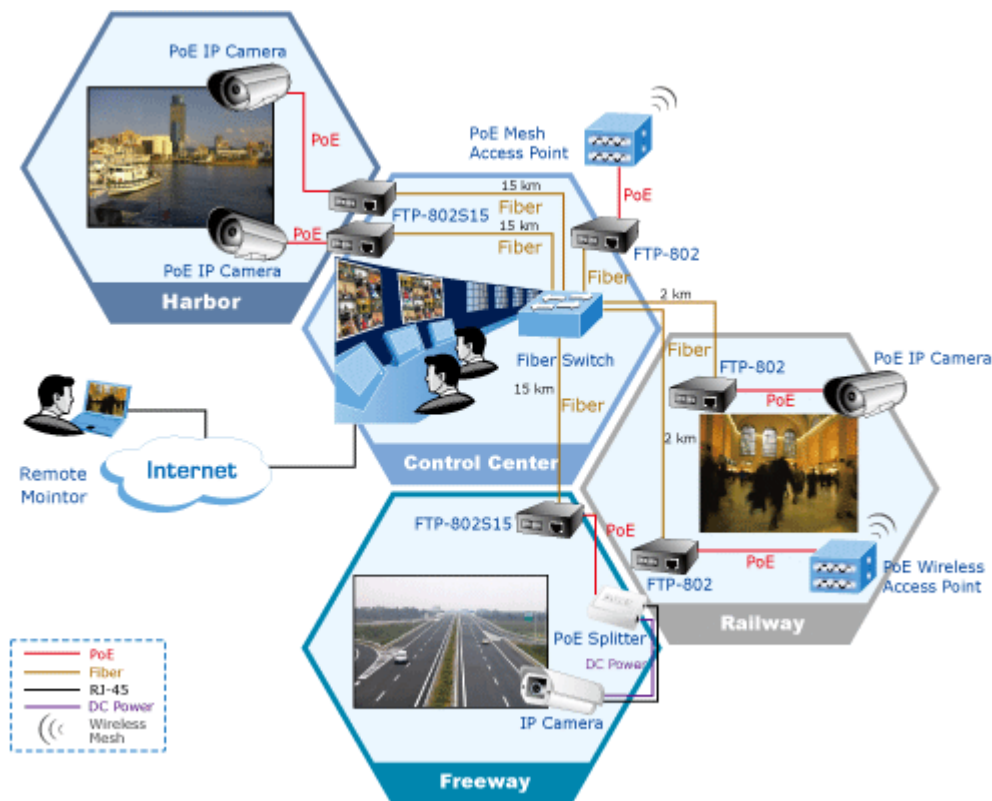 PoE IP Camera
PoE
PoE Mesh
Access Point
15 km
Fiber
PoE
FTP-802S15
15 km
PoE
Fiber
FTP-802
PoE IP Camera
Fiber
Harbor
2 km
Fiber Switch
Fiber
FTP-802
PoE IP Camera
15 km
PoE
Fiber
2 km
Internet
Control Center
Remote
Mointor
FTP-802S15
PoE
PoE
PoE Wireless
Access Point
FTP-802
Railway
PoE Splitter
DC Power
IP Camera
Freeway
PoE
Fiber
RJ-45
DC Power
Wireless
Mesh